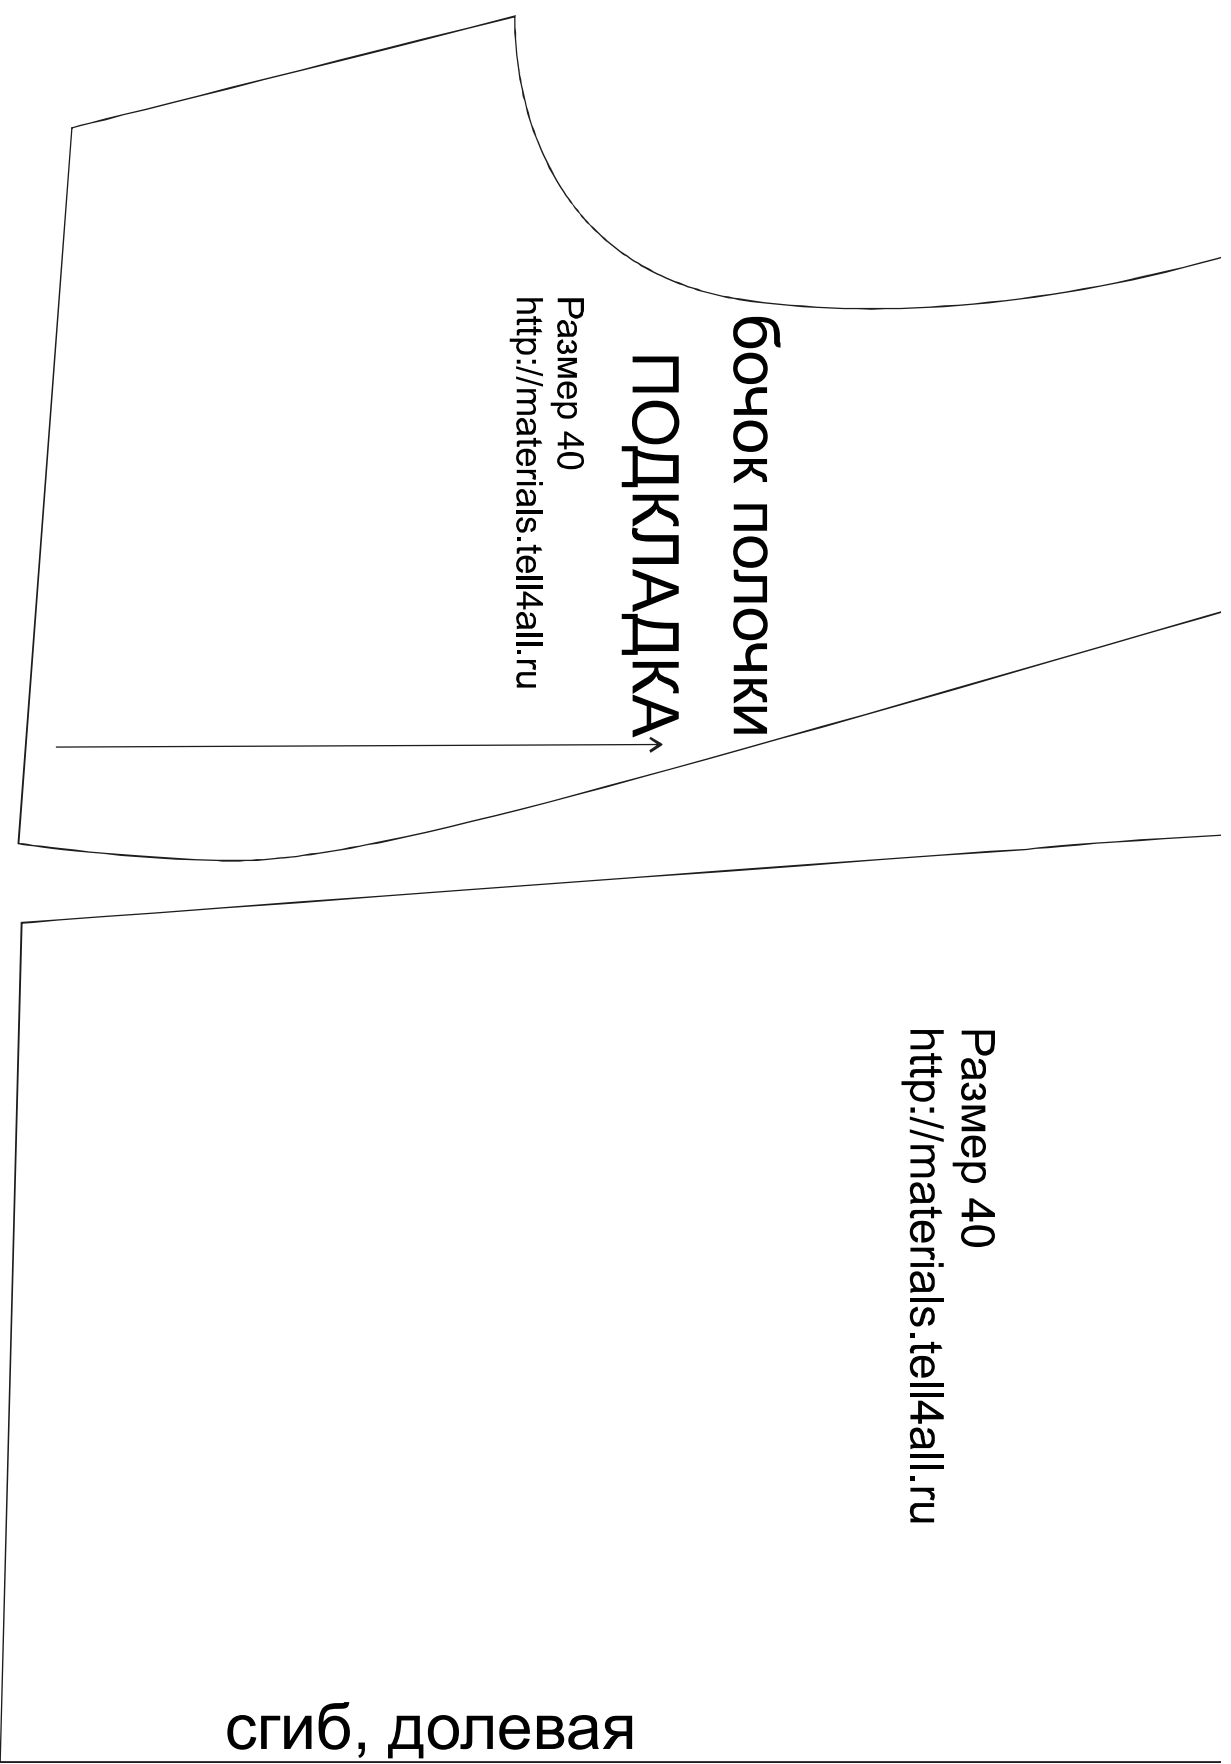 бочок полочки
ПОДКЛАДКА
Размер 40
http://materials.tell4all.ru
Размер 40
http://materials.tell4all.ru
сгиб, долевая